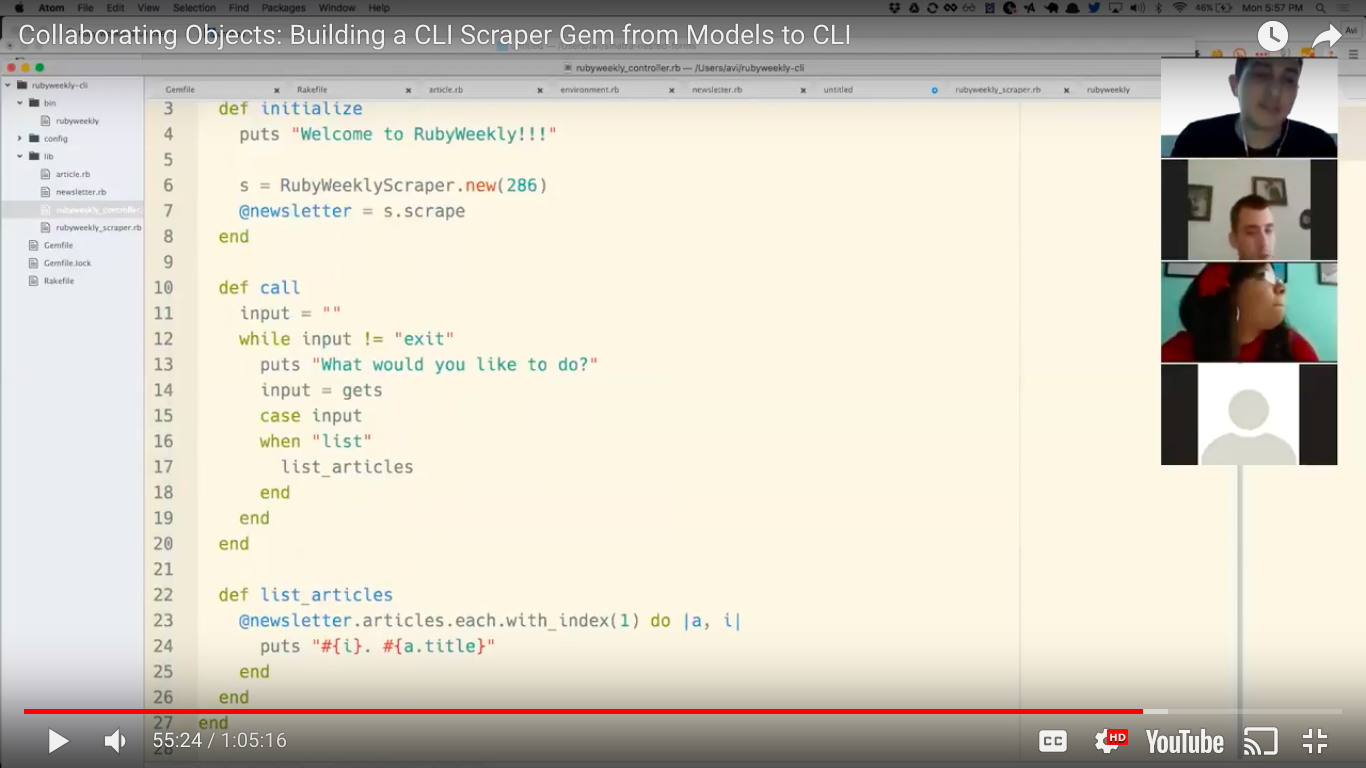 Atom File Edit View Selection Find Packages Window Help 46% Mon 5:57 PM
Collaborating Objects: Building a CLI Scraper Gem from Models to CLI
Avi
rubyweekly_controller.rb — /Users/avi/rubyweekly-cli
Gemfile Rakefile article.rb environment.rb newsletter.rb untitled rubyweekly_scraper.rb rubyweekly
rubyweekly-cli
bin
rubyweekly
config
lib
article.rb
newsletter.rb
rubyweekly_controller.
rubyweekly_scraper.rb
Gemfile
Gemfile.lock
Rakefile
3 def initialize
4 puts "Welcome to RubyWeekly!!!"
5
6 s = RubyWeeklyScraper.new(286)
7 @newsletter = s.scrape
8 end
9
10 def call
11 input = ""
12 while input != "exit"
13 puts "What would you like to do?"
14 input = gets
15 case input
16 when "list"
17 list_articles
18 end
19 end
20 end
21
22 def list_articles
23 @newsletter.articles.each.with_index(1) do |a, i|
24 puts "#{i}. #{a.title}"
25 end
26 end
27 end
28
55:24 / 1:05:16
CC HD YouTube